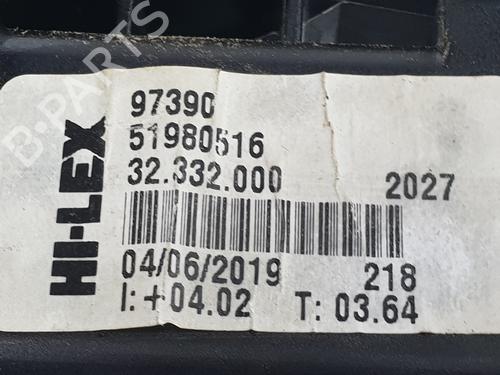 HI-LEX
97390
51980516
32.332.000 2027
04/06/2019 218
I: +04.02 T: 03.64
B-PARTS